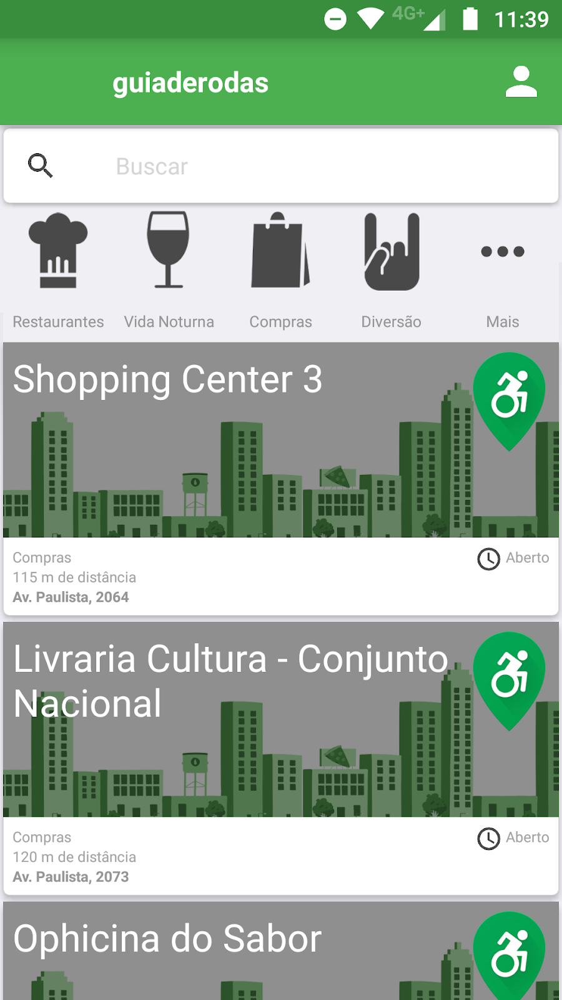 4G+ 11:39
guiaderodas
Buscar
Restaurantes Vida Noturna Compras Diversão Mais
Shopping Center 3
Compras Aberto
115 m de distância
Av. Paulista, 2064
Livraria Cultura - Conjunto
Nacional
Compras Aberto
120 m de distância
Av. Paulista, 2073
Ophicina do Sabor